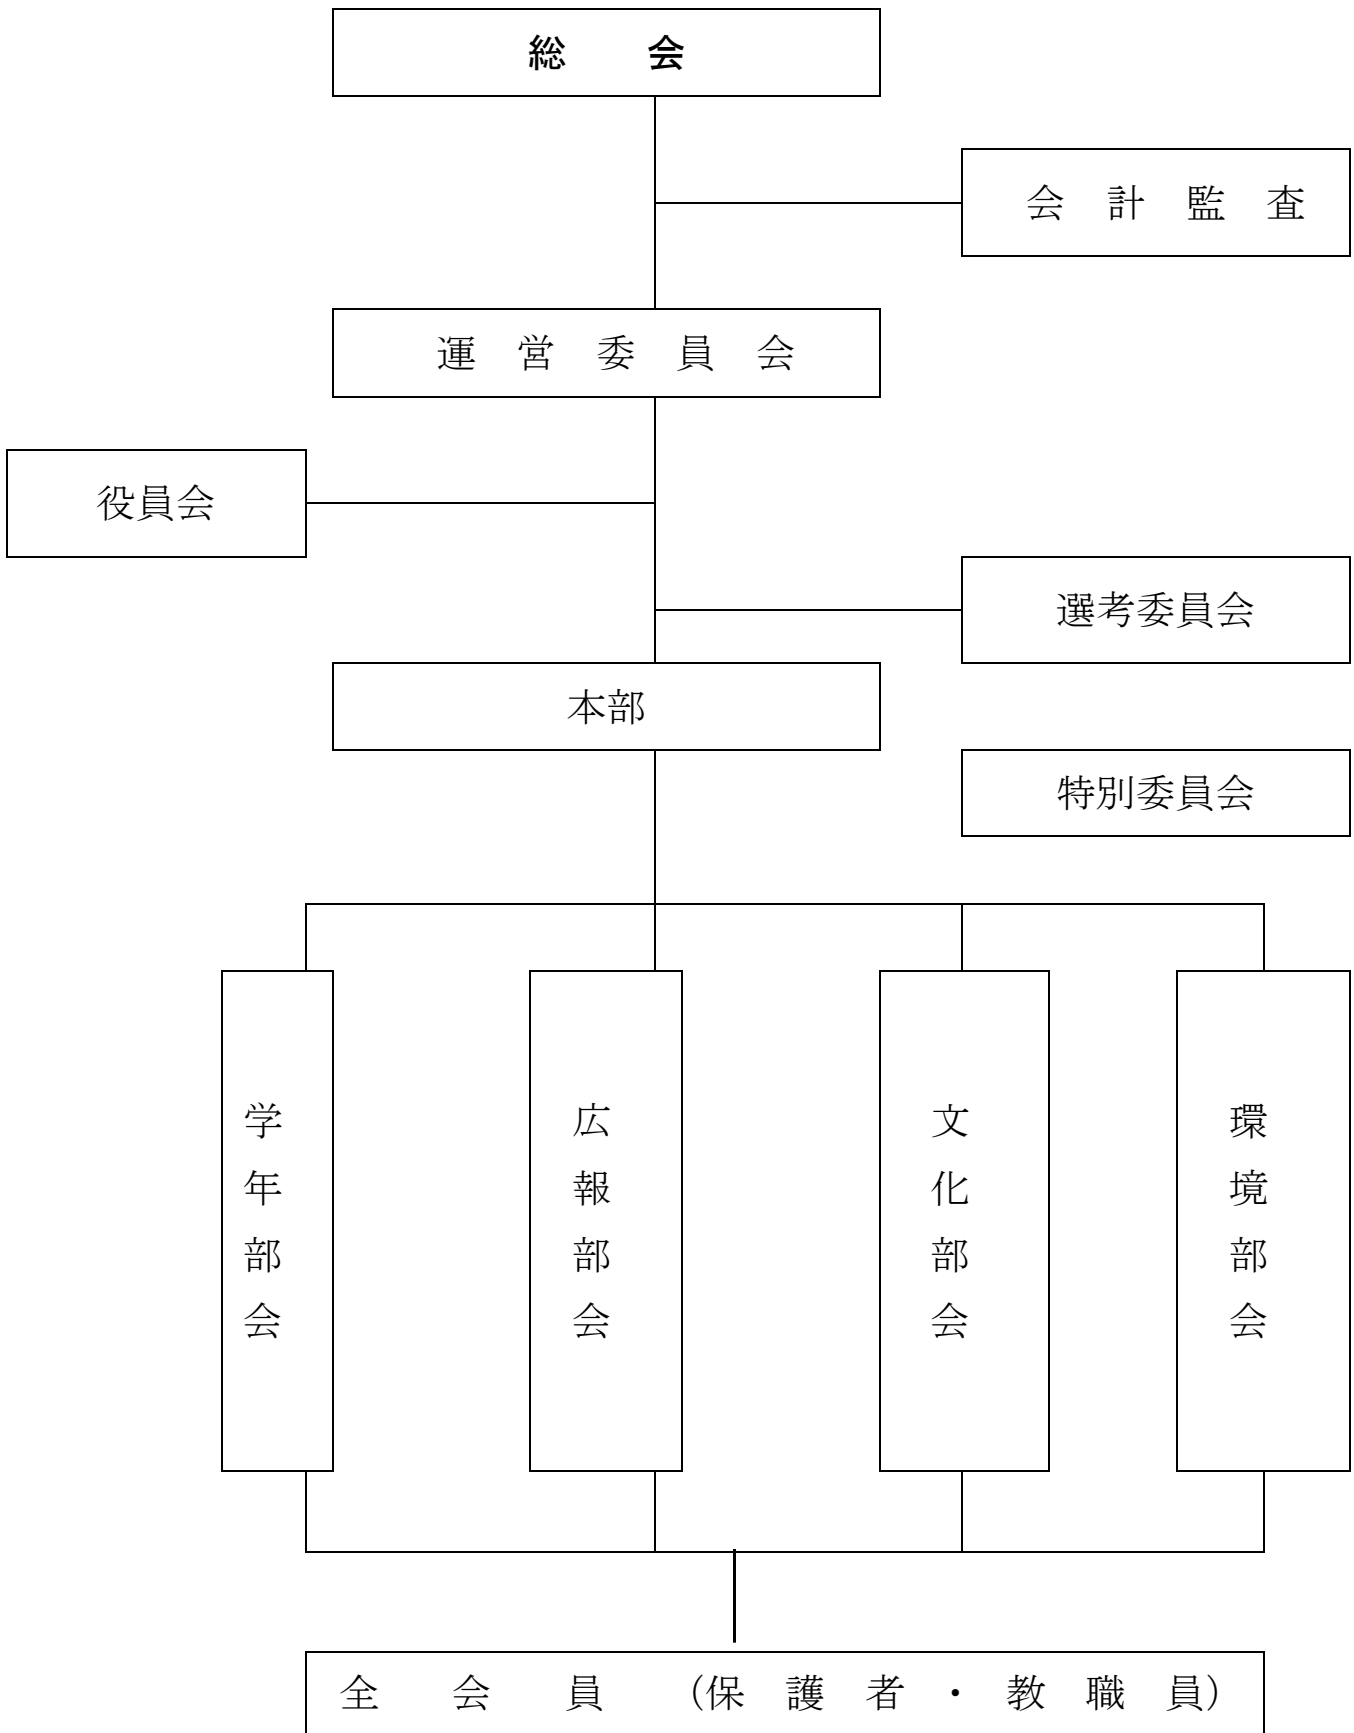 総　　会
会　計　監　査
運　営　委　員　会
役員会
選考委員会
本部
特別委員会
学年部会
広報部会
文化部会
環境部会
全　会　員　（保　護　者　・　教　職　員）